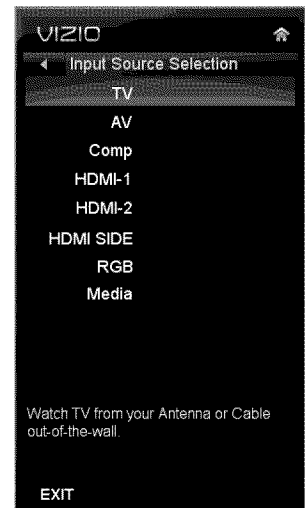 VIZIO
Input Source Selection
TV
AV
Comp
HDMI-1
HDMI-2
HDMI SIDE
RGB
Media
Watch TV from your Antenna or Cable
out-of-the-wall.
EXIT